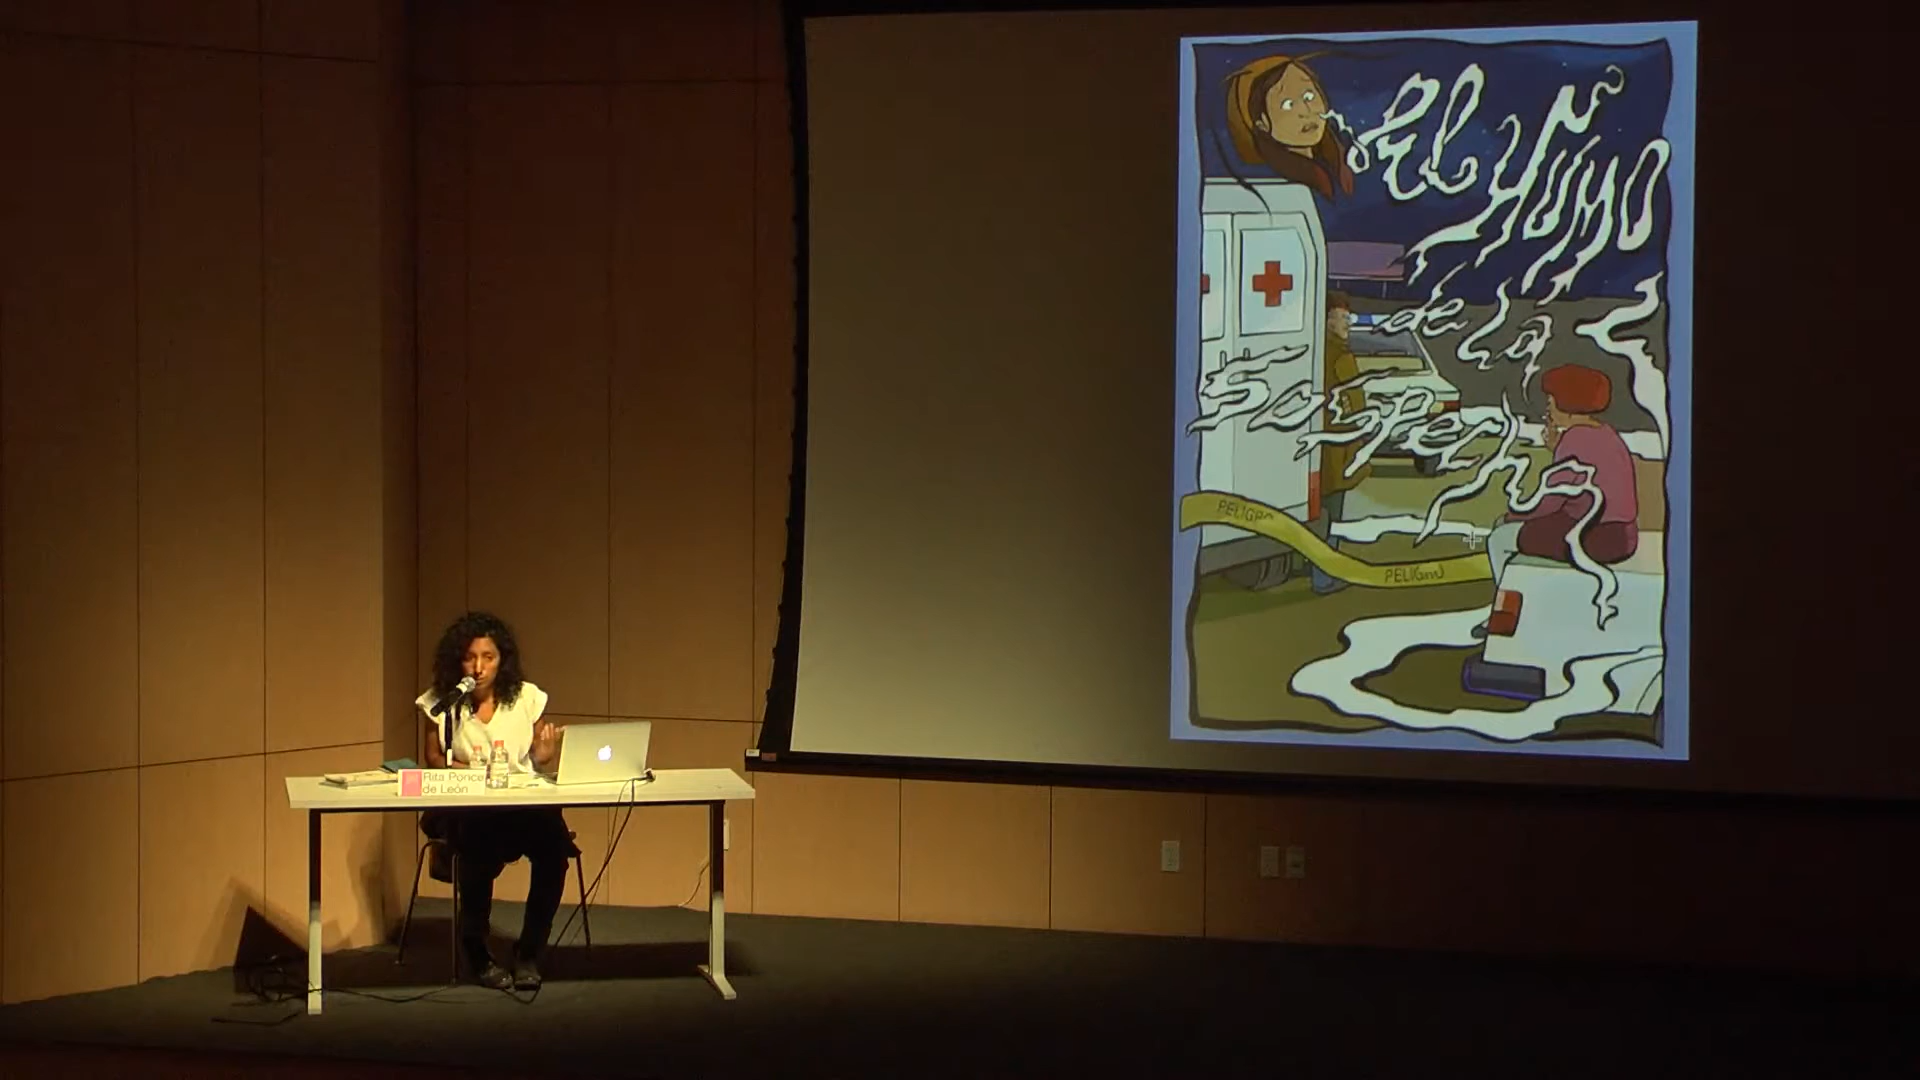 El HUMO
de la
SOSPecha
PELIGRO
PELIGRO
Rita Ponce
de León